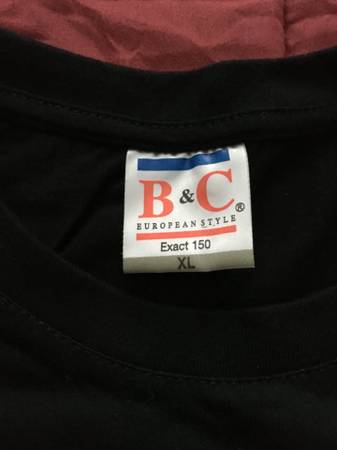 B&C®
EUROPEAN STYLE
Exact 150
XL